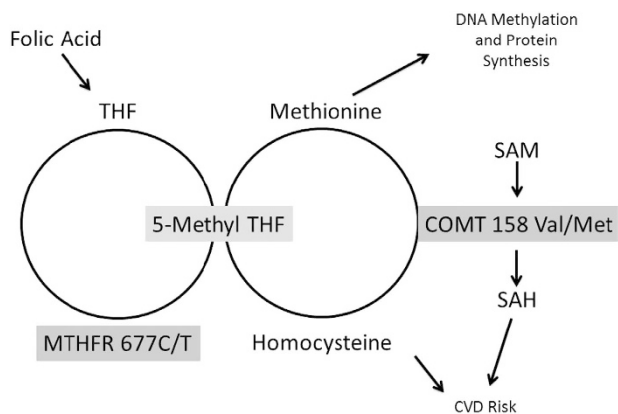 Folic Acid
DNA Methylation
and Protein
Synthesis
THF
Methionine
SAM
5-Methyl THF
COMT 158 Val/Met
SAH
MTHFR 677C/T
Homocysteine
CVD Risk